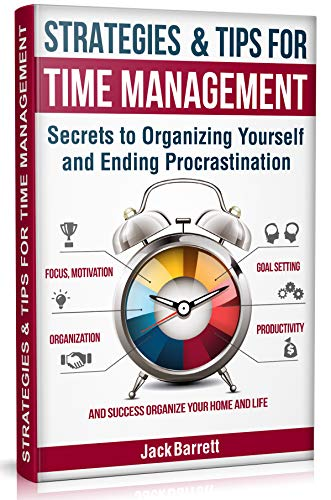 STRATEGIES & TIPS FOR
TIME MANAGEMENT
Secrets to Organizing Yourself
and Ending Procrastination
FOCUS, MOTIVATION
GOAL SETTING
ORGANIZATION
PRODUCTIVITY
AND SUCCESS ORGANIZE YOUR HOME AND LIFE
Jack Barrett
STRATEGIES & TIPS FOR TIME MANAGEMENT